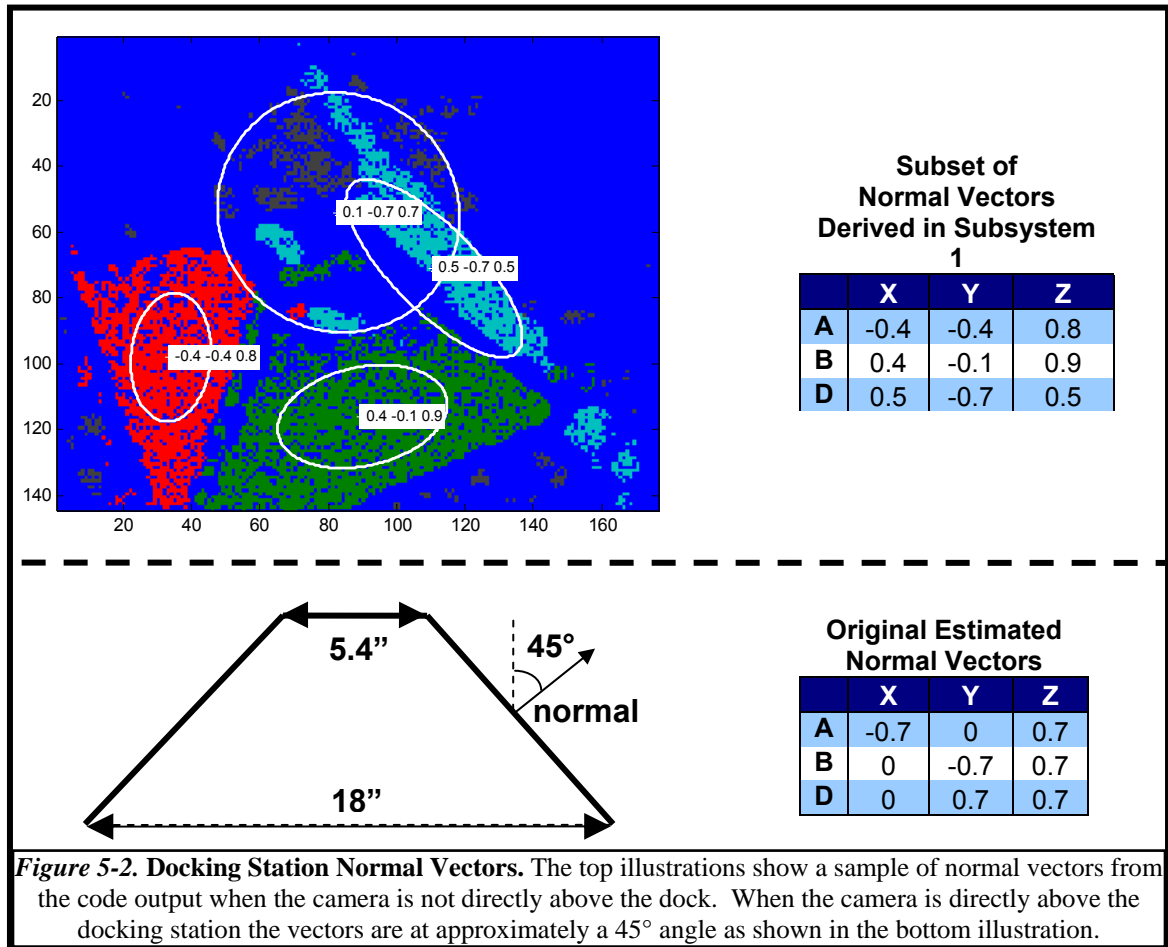 20
40
60
80
100
120
140
20 40 60 80 100 120 140 160
0.1 -0.7 0.7
0.5 -0.7 0.5
-0.4 -0.4 0.8
0.4 -0.1 0.9
Subset of
Normal Vectors
Derived in Subsystem
1
X Y Z
A -0.4 -0.4 0.8
B 0.4 -0.1 0.9
D 0.5 -0.7 0.5
5.4”
45°
normal
18”
Original Estimated
Normal Vectors
X Y Z
A -0.7 0 0.7
B 0 -0.7 0.7
D 0 0.7 0.7
Figure 5-2. Docking Station Normal Vectors. The top illustrations show a sample of normal vectors from
the code output when the camera is not directly above the dock. When the camera is directly above the
docking station the vectors are at approximately a 45° angle as shown in the bottom illustration.